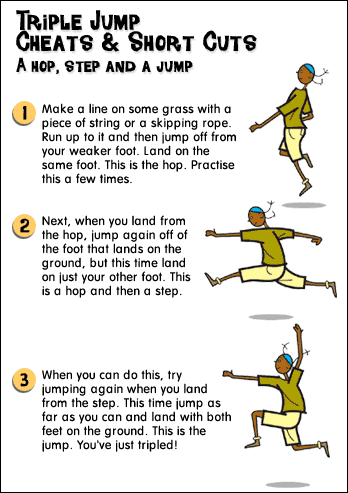 Triple Jump
Cheats & Short Cuts
A hop, step and a jump
1
Make a line on some grass with a
piece of string or a skipping rope.
Run up to it and then jump off from
your weaker foot. Land on the
same foot. This is the hop. Practise
this a few times.
2
Next, when you land from
the hop, jump again off of
the foot that lands on the
ground, but this time land
on just your other foot. This
is a hop and then a step.
3
When you can do this, try
jumping again when you land
from the step. This time jump as
far as you can and land with both
feet on the ground. This is the
jump. You've just tripled!